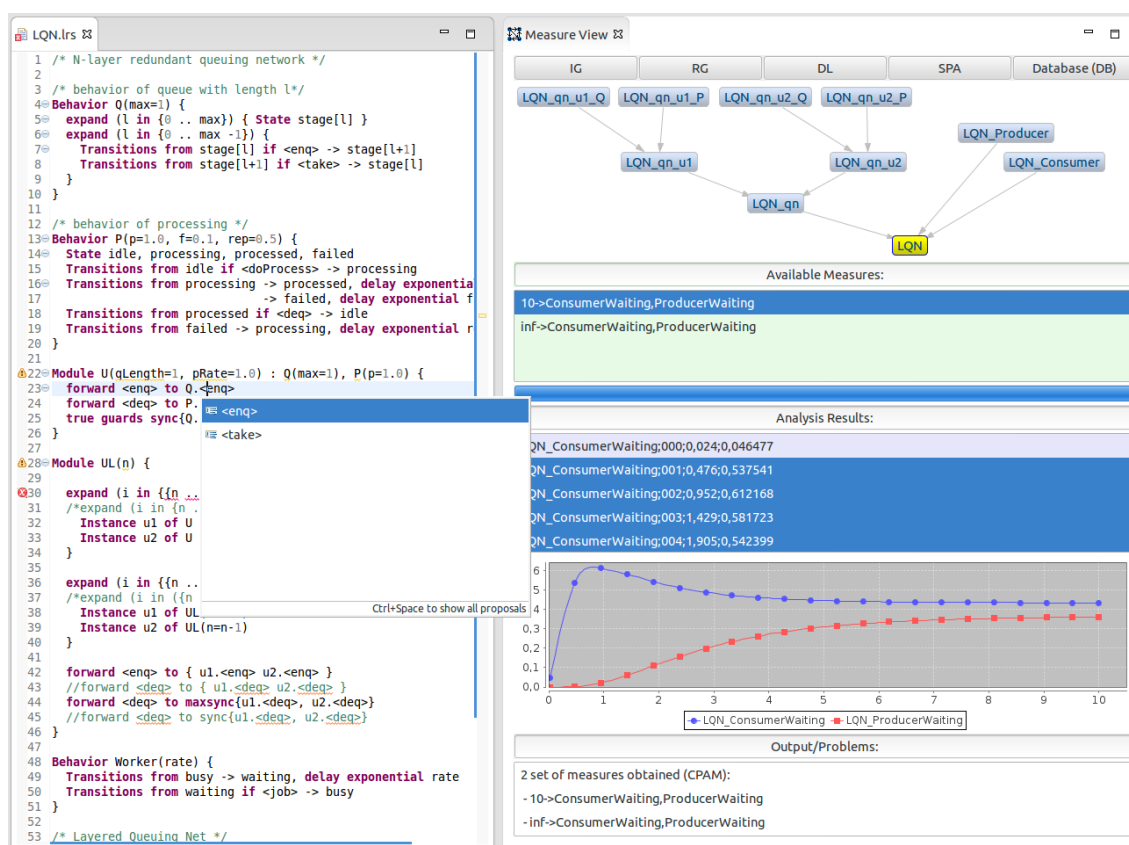 LQN.lrs
1 /* N-layer redundant queuing network */
2
3 /* behavior of queue with length l*/
4 Behavior Q(max=1) {
5 expand (l in {0 .. max}) { State stage[l] }
6 expand (l in {0 .. max -1}) {
7 Transitions from stage[l] if <enq> -> stage[l+1]
8 Transitions from stage[l+1] if <take> -> stage[l]
9 }
10 }
11
12 /* behavior of processing */
13 Behavior P(p=1.0, f=0.1, rep=0.5) {
14 State idle, processing, processed, failed
15 Transitions from idle if <doProcess> -> processing
16 Transitions from processing -> processed, delay exponentia
17 -> failed, delay exponential f
18 Transitions from processed if <deq> -> idle
19 Transitions from failed -> processing, delay exponential r
20 }
21
22 Module U(qLength=1, pRate=1.0) : Q(max=1), P(p=1.0) {
23 forward <enq> to Q.<enq>
24 forward <deq> to P.
25 true guards sync{Q.
26 }
27
28 Module UL(n) {
29
30 expand (i in {{n ..
31 /*expand (i in {n .
32 Instance u1 of U
33 Instance u2 of U
34 }
35
36 expand (i in {{n ..
37 /*expand (i in ({n
38 Instance u1 of UL
39 Instance u2 of UL(n=n-1)
40 }
41
42 forward <enq> to { u1.<enq> u2.<enq> }
43 //forward <deq> to { u1.<deq> u2.<deq> }
44 forward <deq> to maxsync{u1.<deq>, u2.<deq>}
45 //forward <deq> to sync{u1.<deq>, u2.<deq>}
46 }
47
48 Behavior Worker(rate) {
49 Transitions from busy -> waiting, delay exponential rate
50 Transitions from waiting if <job> -> busy
51 }
52
53 /* Layered Queuing Net */
<enq>
<take>
Ctrl+Space to show all proposals
Measure View
IG RG DL SPA Database (DB)
LQN_qn_u1_Q LQN_qn_u1_P LQN_qn_u2_Q LQN_qn_u2_P
LQN_Producer
LQN_qn_u1 LQN_qn_u2 LQN_Consumer
LQN_qn
LQN
Available Measures:
10->ConsumerWaiting,ProducerWaiting
inf->ConsumerWaiting,ProducerWaiting
Analysis Results:
QN_ConsumerWaiting;000;0,024;0,046477
QN_ConsumerWaiting;001;0,476;0,537541
QN_ConsumerWaiting;002;0,952;0,612168
QN_ConsumerWaiting;003;1,429;0,581723
QN_ConsumerWaiting;004;1,905;0,542399
6
5
4
0,3
0,2
0,1
0,0
0 1 2 3 4 5 6 7 8 9 10
LQN_ConsumerWaiting LQN_ProducerWaiting
Output/Problems:
2 set of measures obtained (CPAM):
- 10->ConsumerWaiting,ProducerWaiting
- inf->ConsumerWaiting,ProducerWaiting